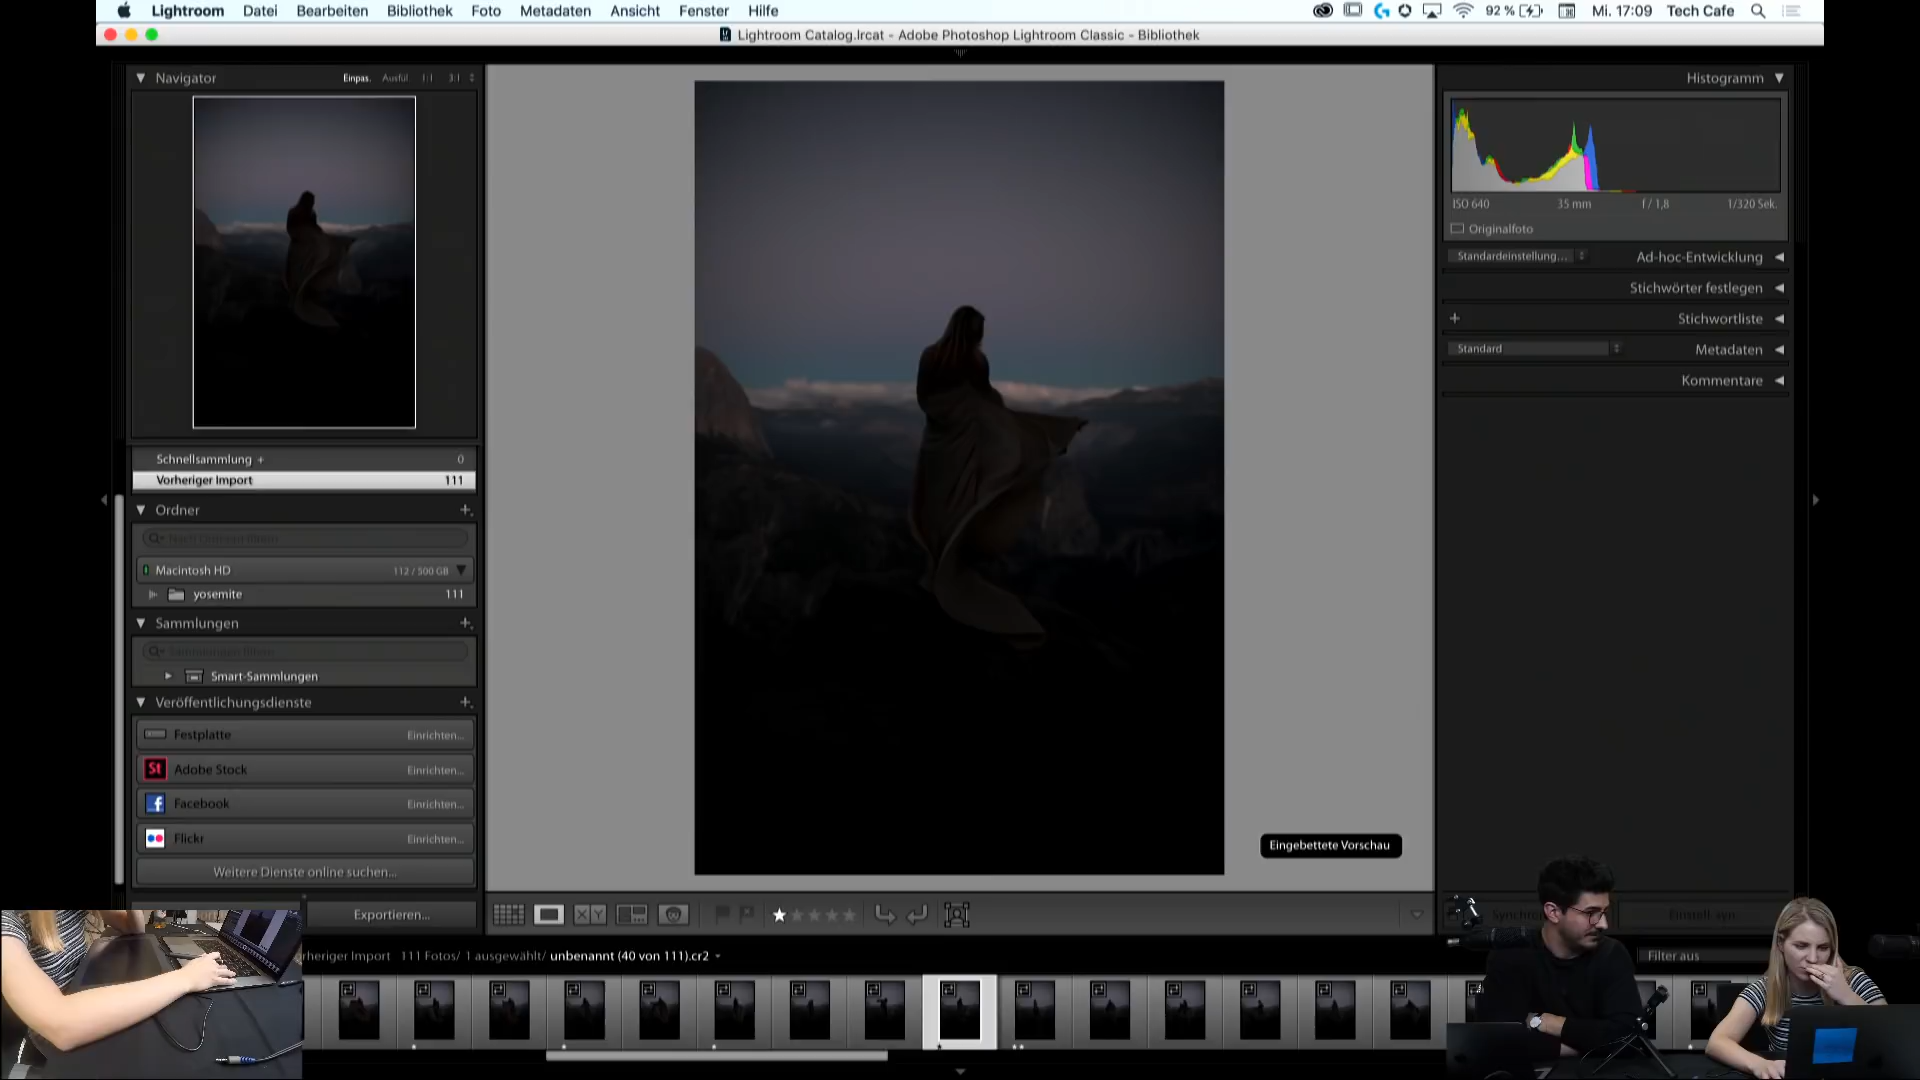 Lightroom Datei Bearbeiten Bibliothek Foto Metadaten Ansicht Fenster Hilfe 92 % Mi. 17:09 Tech Cafe
Lightroom Catalog.lrcat - Adobe Photoshop Lightroom Classic - Bibliothek
Navigator Einpas. Ausfül 1:1 3:1
Histogramm
ISO 640 35 mm f / 1,8 1/320 Sek.
Originalfoto
Standardeinstellung... Ad-hoc-Entwicklung
Stichwörter festlegen
+ Stichwortliste
Standard Metadaten
Kommentare
Schnellsammlung + 0
Vorheriger Import 111
Ordner +
Macintosh HD 112 / 500 GB
yosemite 111
Sammlungen +
Sammlungen filtern
Smart-Sammlungen
Veröffentlichungsdienste +
Festplatte Einrichten...
St Adobe Stock Einrichten...
f Facebook Einrichten...
Flickr Einrichten...
Weitere Dienste online suchen...
Eingebettete Vorschau
Exportieren...
X Y
111 Fotos/ 1 ausgewählt/ unbenannt (40 von 111).cr2
Filter aus